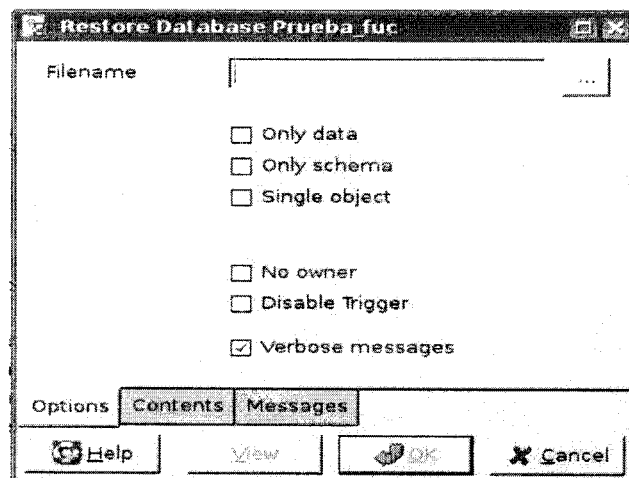 Restore Database Prueba_fuc
Filename
...
Only data
Only schema
Single object
No owner
Disable Trigger
Verbose messages
Options Contents Messages
Help View OK Cancel